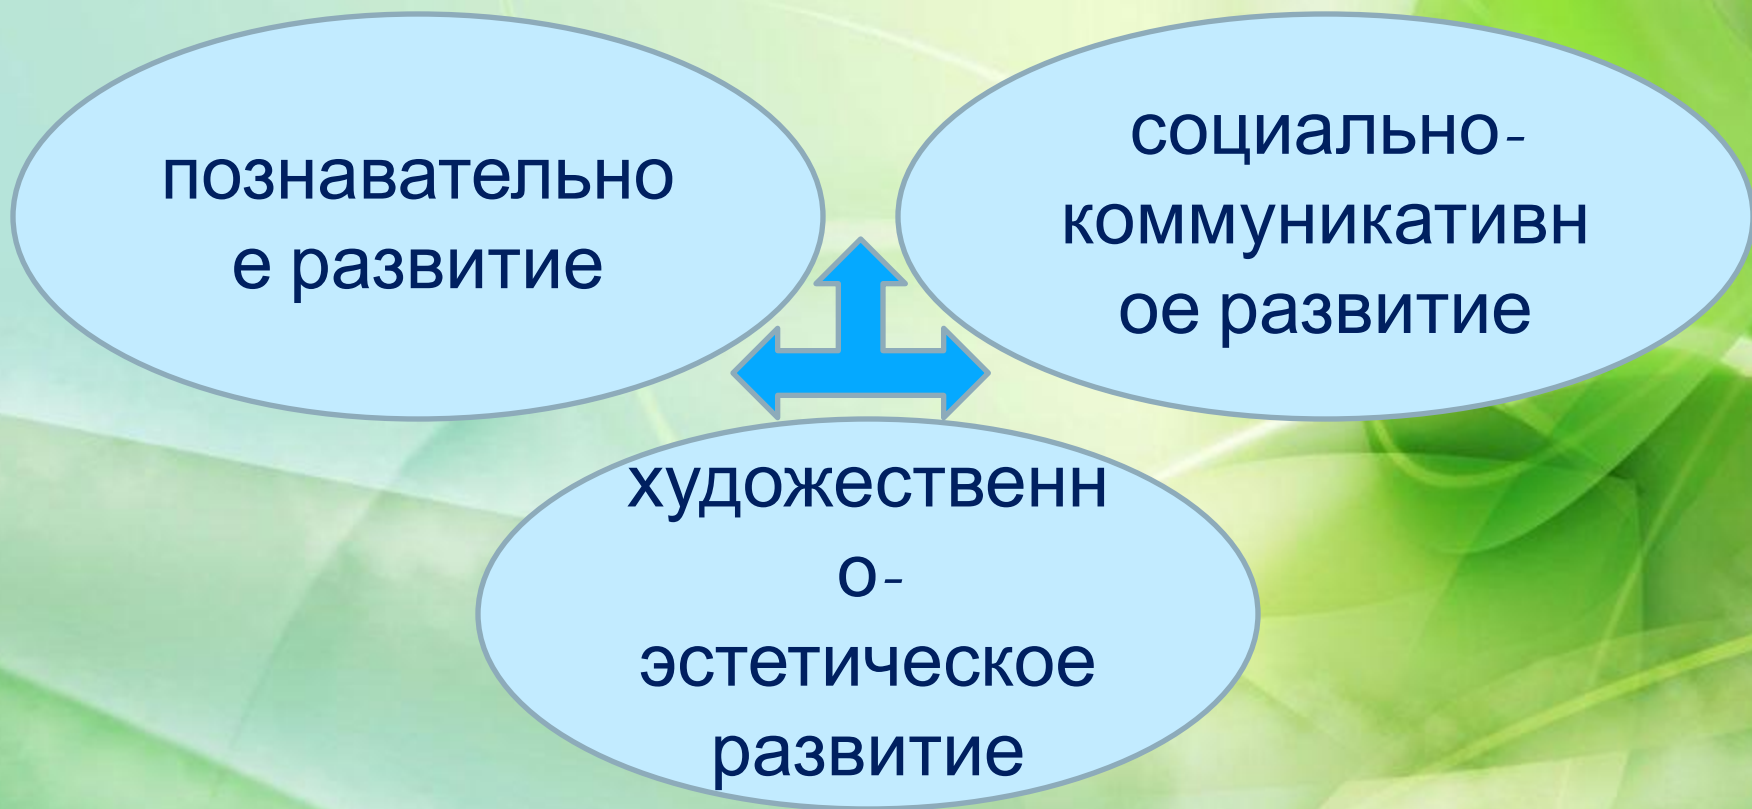 познавательно
е развитие
социально-
коммуникативн
ое развитие
художественн
о-
эстетическое
развитие